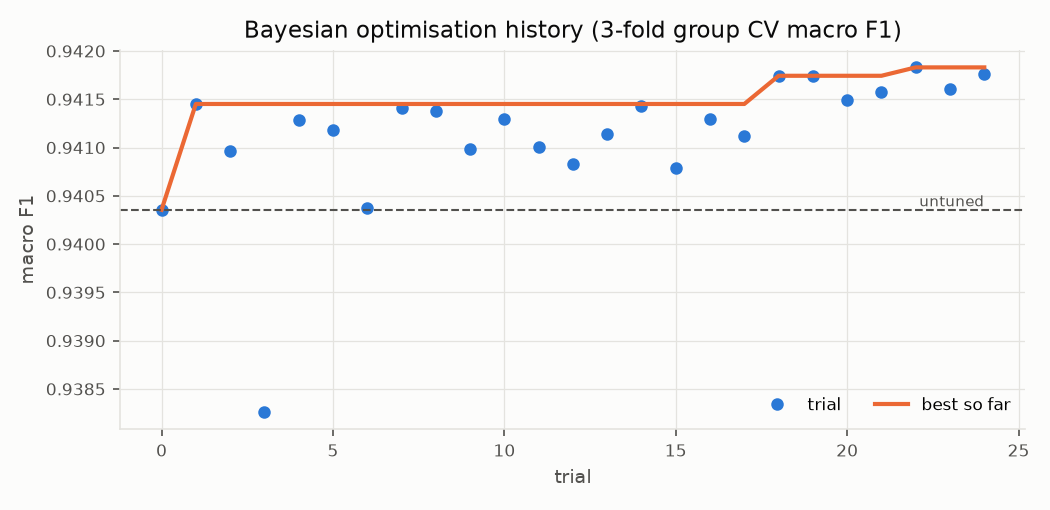 Bayesian optimisation history (3-fold group CV macro F1)
macro F1
0.9420
0.9415
0.9410
0.9405
0.9400
0.9395
0.9390
0.9385
untuned
trial
best so far
0
5
10
15
20
25
trial